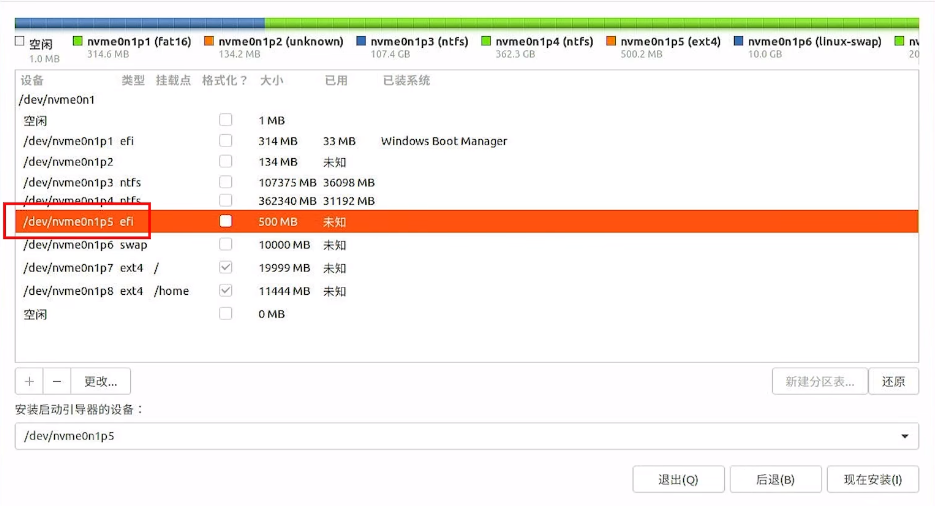 空闲 nvme0n1p1 (fat16) nvme0n1p2 (unknown) nvme0n1p3 (ntfs) nvme0n1p4 (ntfs) nvme0n1p5 (ext4) nvme0n1p6 (linux-swap)
1.0 MB 314.6 MB 134.2 MB 107.4 GB 362.3 GB 500.2 MB 10.0 GB 20
设备 类型 挂载点 格式化？ 大小 已用 已装系统
/dev/nvme0n1
空闲 1 MB
/dev/nvme0n1p1 efi 314 MB 33 MB Windows Boot Manager
/dev/nvme0n1p2 134 MB 未知
/dev/nvme0n1p3 ntfs 107375 MB 36098 MB
/dev/nvme0n1p4 ntfs 362340 MB 31192 MB
/dev/nvme0n1p5 efi 500 MB 未知
/dev/nvme0n1p6 swap 10000 MB 未知
/dev/nvme0n1p7 ext4 / 19999 MB 未知
/dev/nvme0n1p8 ext4 /home 11444 MB 未知
空闲 0 MB
+ − 更改... 新建分区表... 还原
安装启动引导器的设备：
/dev/nvme0n1p5
退出(Q) 后退(B) 现在安装(I)